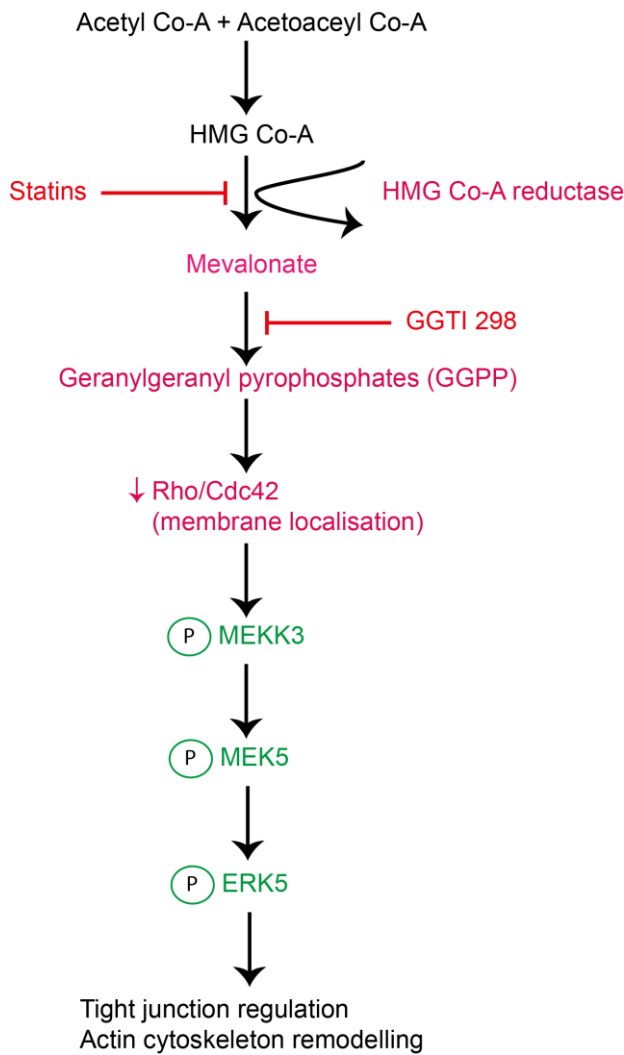 Acetyl Co-A + Acetoaceyl Co-A
HMG Co-A
Statins
HMG Co-A reductase
Mevalonate
GGTI 298
Geranylgeranyl pyrophosphates (GGPP)
↓ Rho/Cdc42
(membrane localisation)
P MEKK3
P MEK5
P ERK5
Tight junction regulation
Actin cytoskeleton remodelling